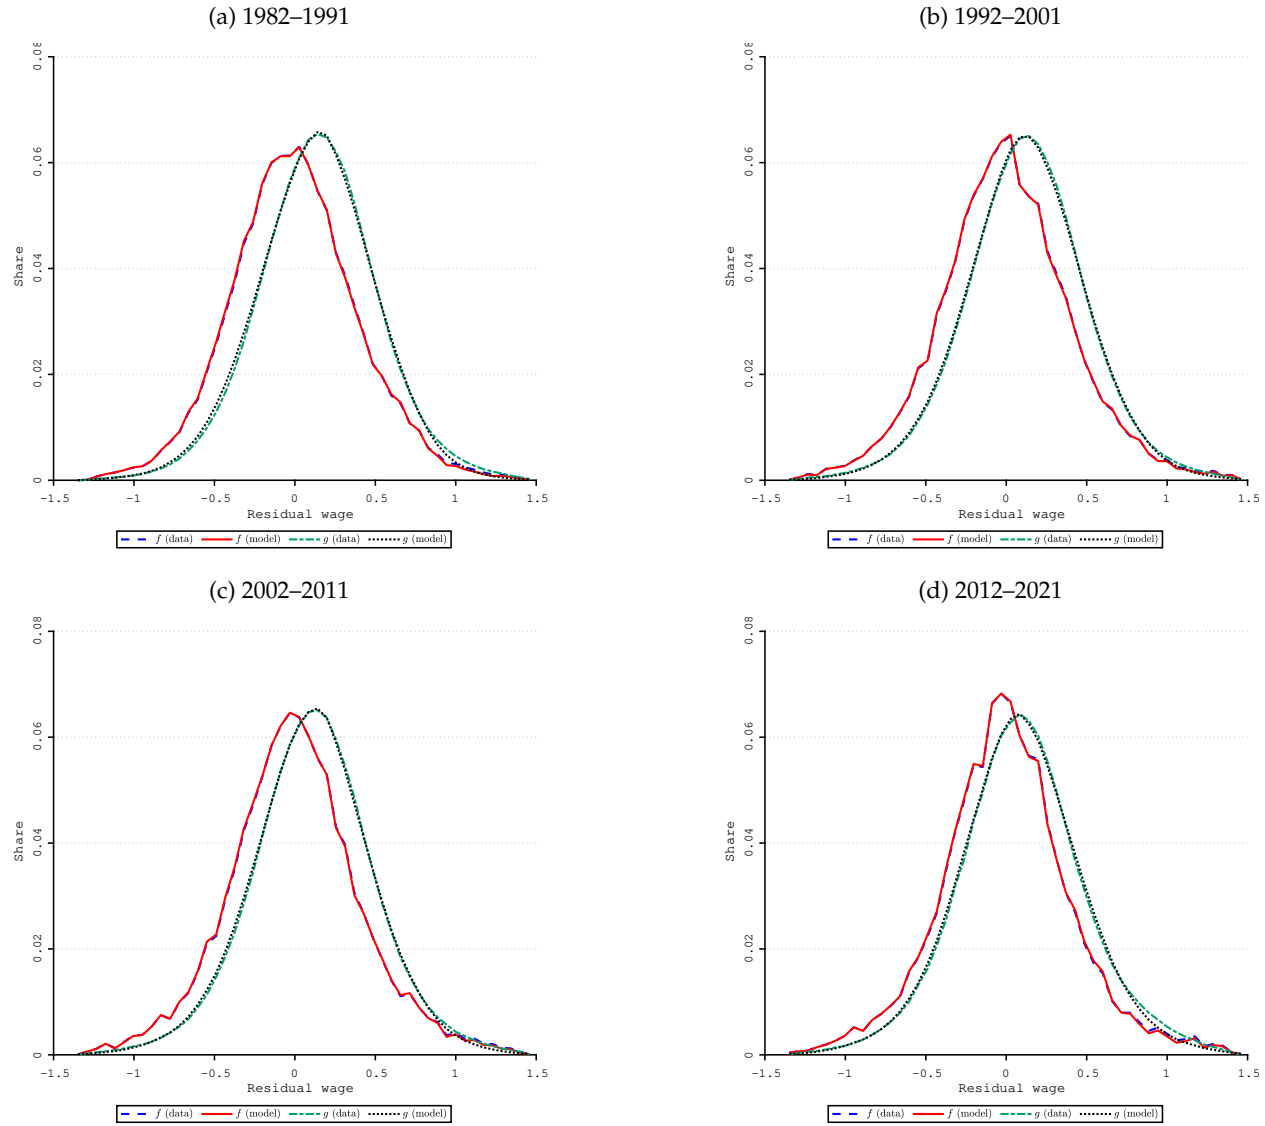 (a) 1982–1991
0.08
0.06
0.04
0.02
0
Share
−1.5 −1 −0.5 0 0.5 1 1.5
Residual wage
f (data) f (model) g (data) g (model)
(b) 1992–2001
0.08
0.06
0.04
0.02
0
Share
−1.5 −1 −0.5 0 0.5 1 1.5
Residual wage
f (data) f (model) g (data) g (model)
(c) 2002–2011
0.08
0.06
0.04
0.02
0
Share
−1.5 −1 −0.5 0 0.5 1 1.5
Residual wage
f (data) f (model) g (data) g (model)
(d) 2012–2021
0.08
0.06
0.04
0.02
0
Share
−1.5 −1 −0.5 0 0.5 1 1.5
Residual wage
f (data) f (model) g (data) g (model)